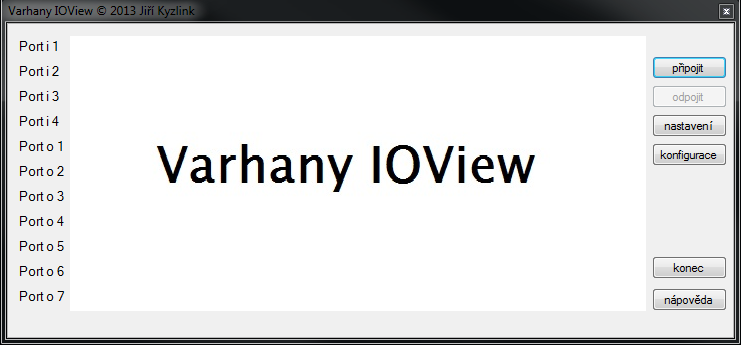 Varhany IOView © 2013 Jiří Kyzlink
Port i 1
Port i 2
Port i 3
Port i 4
Port o 1
Port o 2
Port o 3
Port o 4
Port o 5
Port o 6
Port o 7
Varhany IOView
připojit
odpojit
nastavení
konfigurace
konec
nápověda